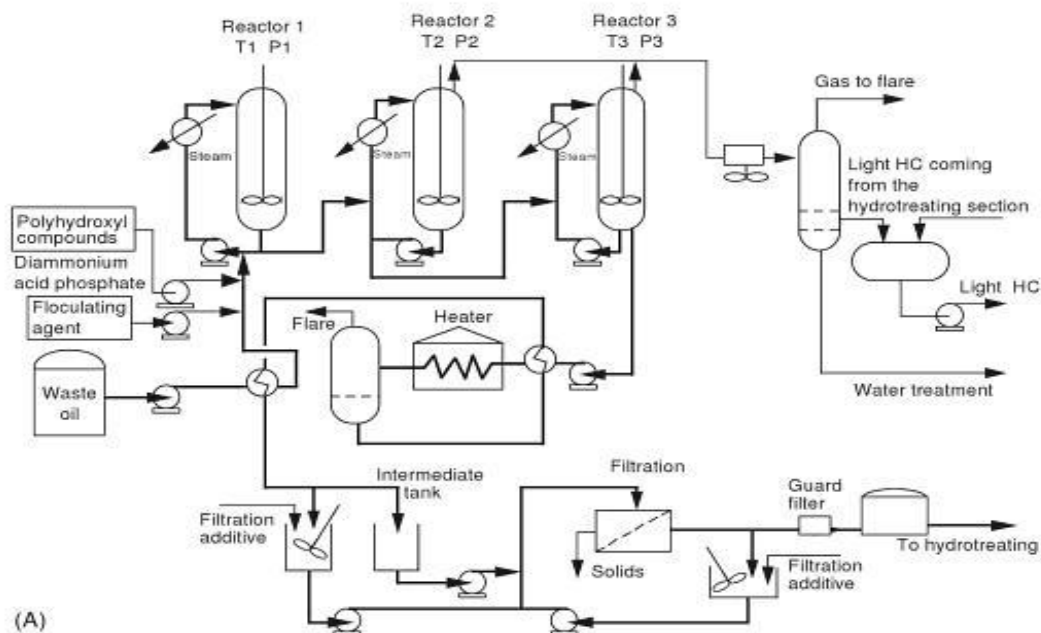 Reactor 1
T1 P1
Reactor 2
T2 P2
Reactor 3
T3 P3
Gas to flare
Steam
Steam
Steam
Light HC coming
from the
hydrotreating section
Polyhydroxyl
compounds
Diammonium
acid phosphate
Floculating
agent
Light HC
Flare
Heater
Waste
oil
Water treatment
Intermediate
tank
Filtration
Guard
filter
Filtration
additive
To hydrotreating
Solids
Filtration
additive
(A)